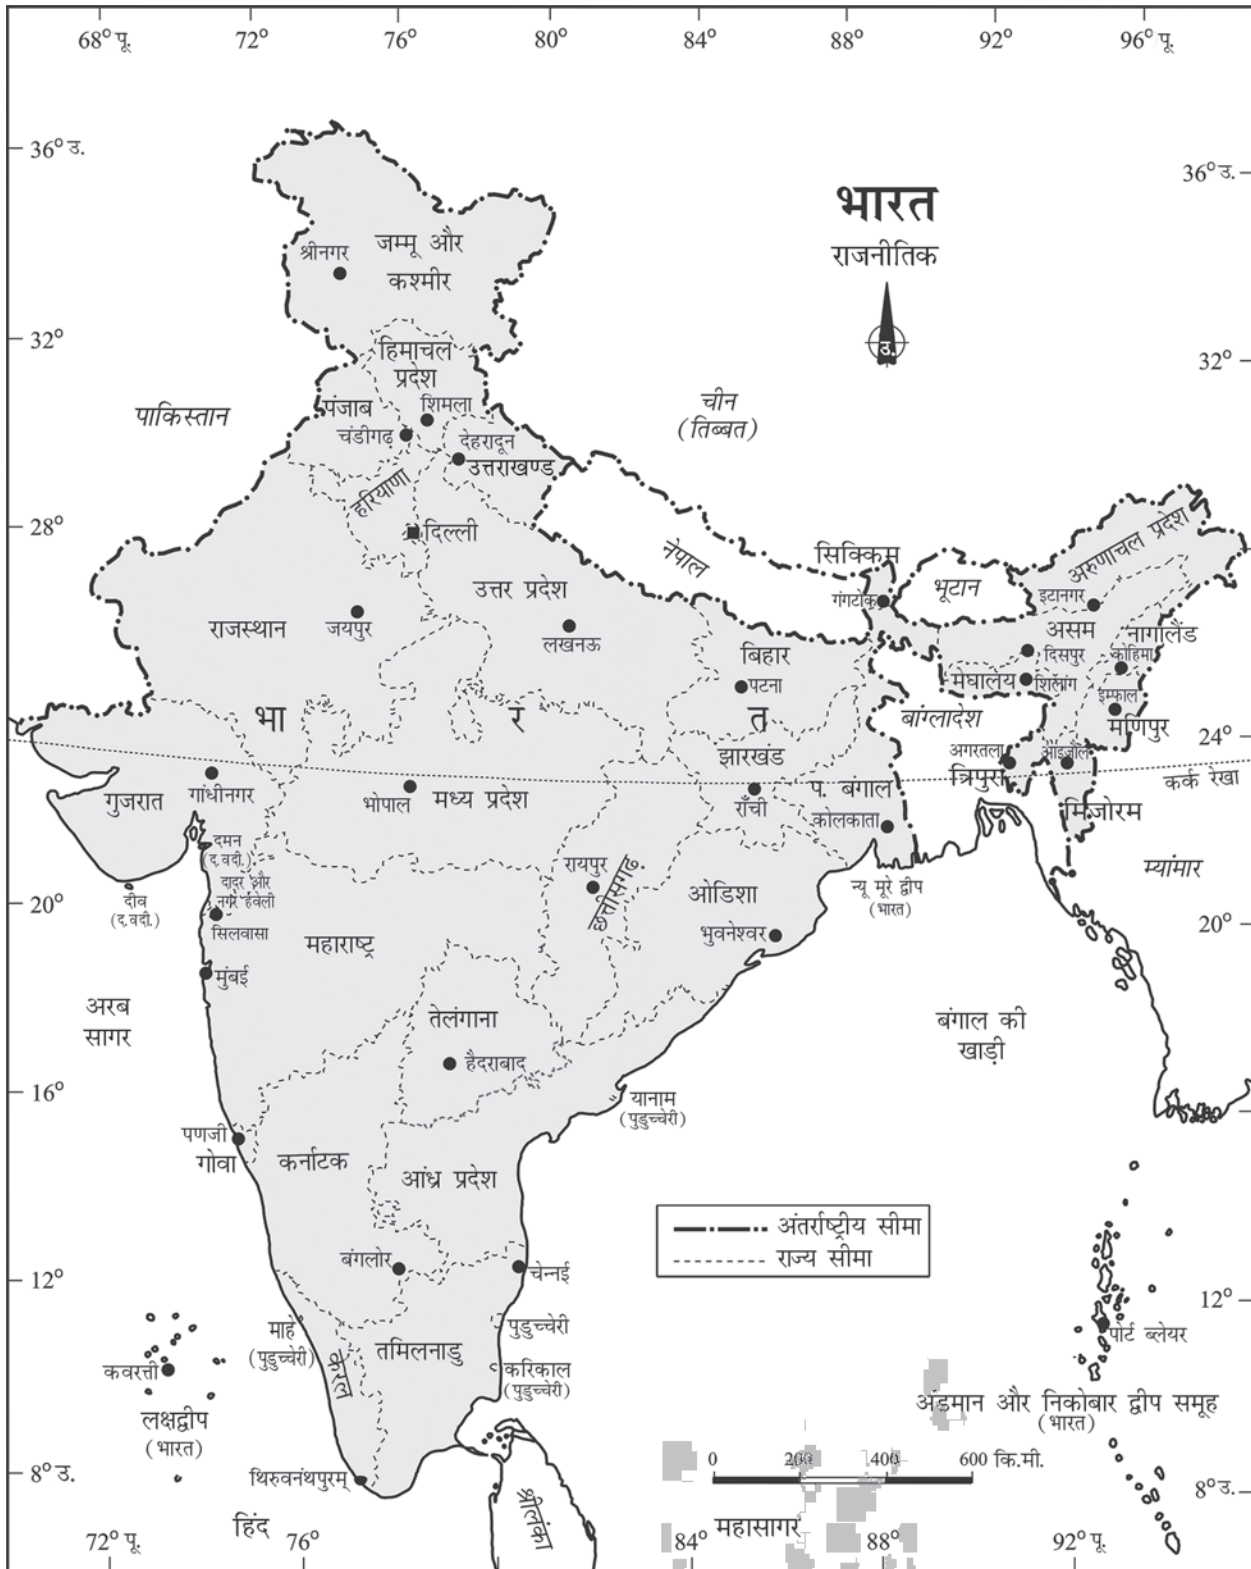 68° पू.
72°
76°
80°
84°
88°
92°
96° पू.
36° उ.
36° उ.
भारत
राजनीतिक
उ.
जम्मू और
कश्मीर
श्रीनगर
32°
32°
हिमाचल
प्रदेश
पंजाब
शिमला
चंडीगढ़
देहरादून
उत्तराखण्ड
पाकिस्तान
चीन
(तिब्बत)
हरियाणा
28°
दिल्ली
नेपाल
सिक्किम
गंगटोक
भूटान
अरुणाचल प्रदेश
इटानगर
उत्तर प्रदेश
लखनऊ
राजस्थान
जयपुर
बिहार
पटना
असम
दिसपुर
नागालैंड
कोहिमा
मेघालय
शिलांग
इम्फाल
मणिपुर
भा
र
त
बांग्लादेश
24°
अगरतला
त्रिपुरा
आइजोल
कर्क रेखा
मिजोरम
झारखंड
राँची
प. बंगाल
कोलकाता
गुजरात
गांधीनगर
भोपाल
मध्य प्रदेश
म्यांमार
दमन
(द.वदी.)
दादर और
नगर हवेली
सिलवासा
दीव
(द.वदी.)
20°
20°
रायपुर
छत्तीसगढ़
ओडिशा
भुवनेश्वर
न्यू मूरे द्वीप
(भारत)
महाराष्ट्र
मुंबई
अरब
सागर
बंगाल की
खाड़ी
तेलंगाना
हैदराबाद
16°
यानाम
(पुडुच्चेरी)
पणजी
गोवा
कर्नाटक
आंध्र प्रदेश
अंतर्राष्ट्रीय सीमा
राज्य सीमा
बंगलोर
चेन्नई
12°
12°
माहे
(पुडुच्चेरी)
पुडुच्चेरी
तमिलनाडु
केरल
करिकाल
(पुडुच्चेरी)
पोर्ट ब्लेयर
कवरत्ती
लक्षद्वीप
(भारत)
अंडमान और निकोबार द्वीप समूह
(भारत)
0 200 400 600 कि.मी.
8° उ.
8° उ.
थिरुवनंथपुरम्
श्रीलंका
हिंद
महासागर
72° पू.
76°
84°
88°
92° पू.